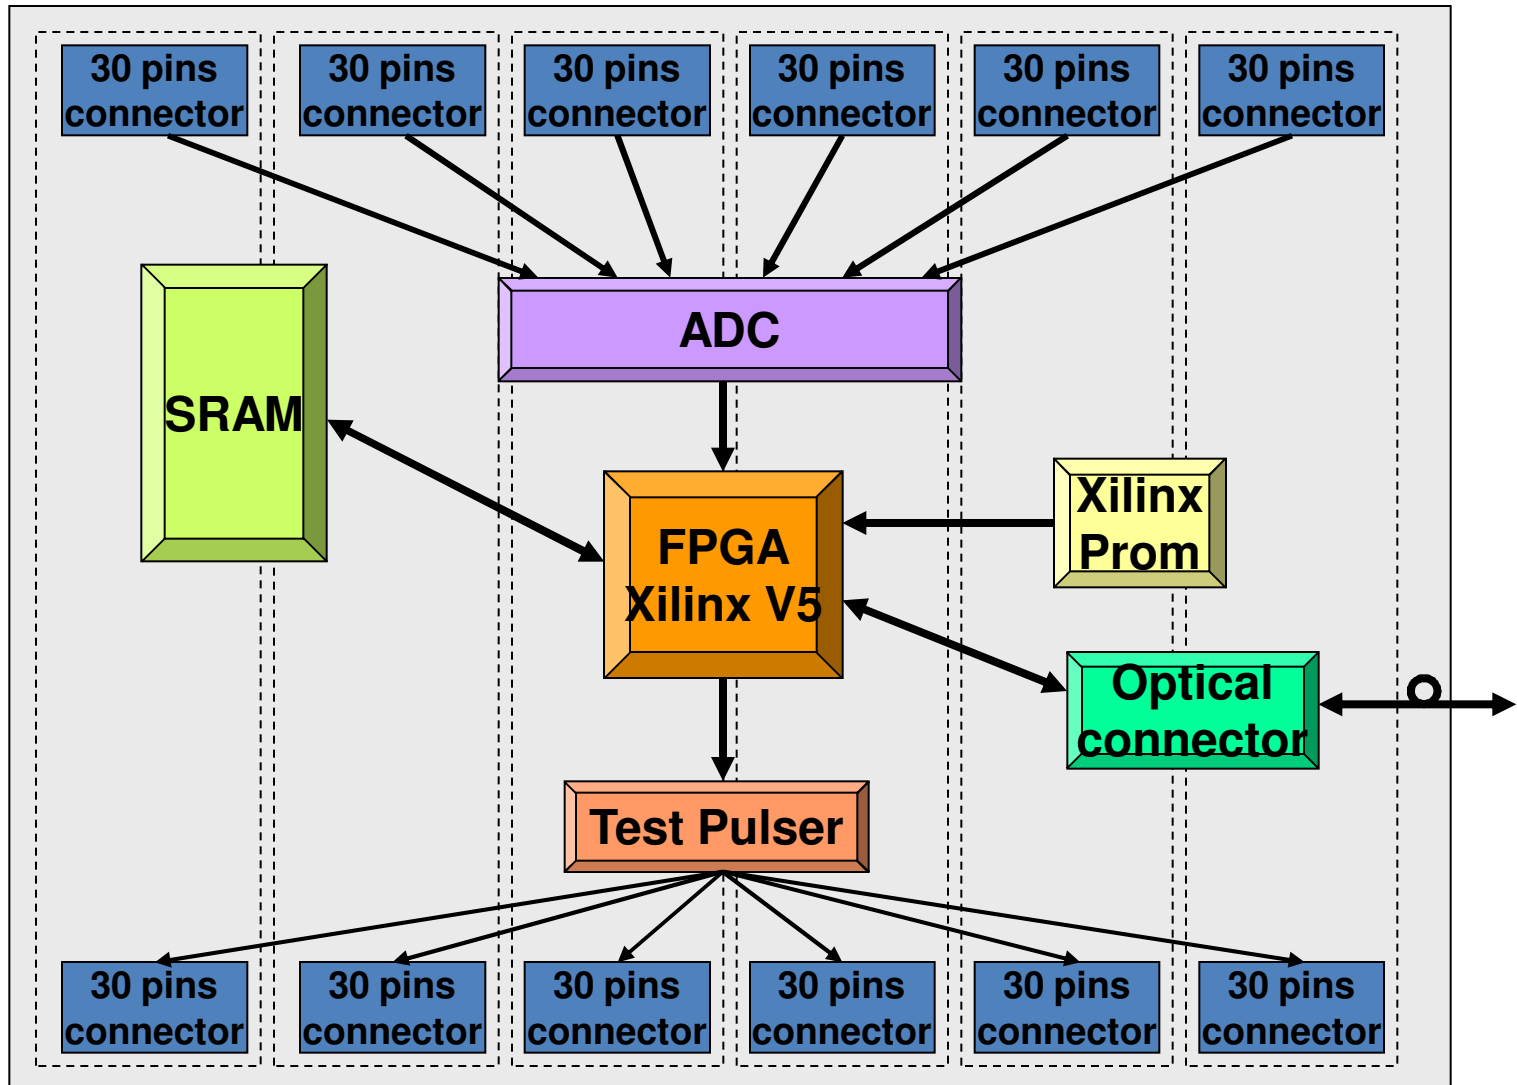 30 pins
connector
30 pins
connector
30 pins
connector
30 pins
connector
30 pins
connector
30 pins
connector
ADC
SRAM
FPGA
Xilinx V5
Xilinx
Prom
Optical
connector
Test Pulser
30 pins
connector
30 pins
connector
30 pins
connector
30 pins
connector
30 pins
connector
30 pins
connector